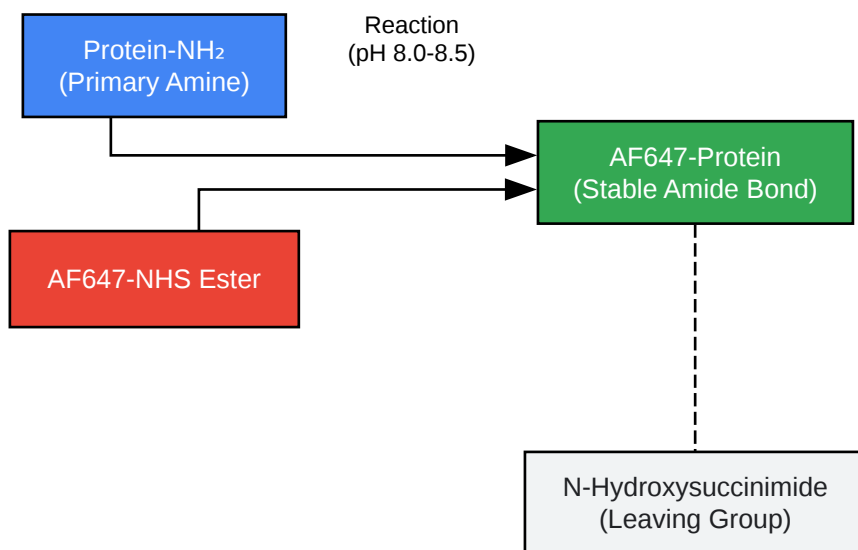 Protein-NH₂
(Primary Amine)
Reaction
(pH 8.0-8.5)
AF647-Protein
(Stable Amide Bond)
AF647-NHS Ester
N-Hydroxysuccinimide
(Leaving Group)